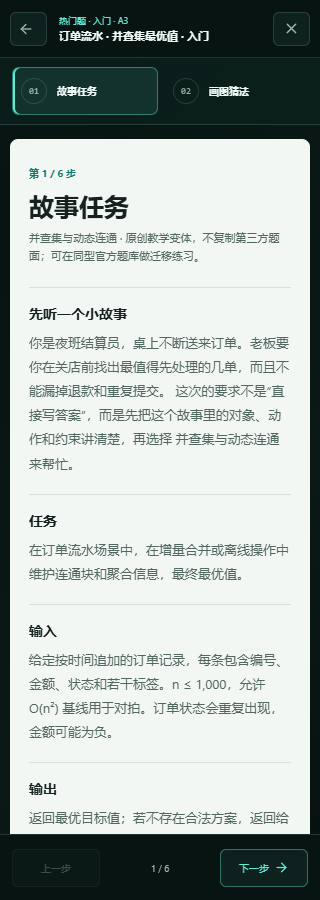 热门题 · 入门 · A3
订单流水 · 并查集最优值 · 入门
01 故事任务
02 画图猜法
第 1 / 6 步
故事任务
并查集与动态连通 · 原创教学变体，不复制第三方题
面；可在同型官方题库做迁移练习。
先听一个小故事
你是夜班结算员，桌上不断送来订单。老板要
你在关店前找出最值得先处理的几单，而且不
能漏掉退款和重复提交。 这次的要求不是“直
接写答案”，而是先把这个故事里的对象、动
作和约束讲清楚，再选择 并查集与动态连通
来帮忙。
任务
在订单流水场景中，在增量合并或离线操作中
维护连通块和聚合信息，最终最优值。
输入
给定按时间追加的订单记录，每条包含编号、
金额、状态和若干标签。n ≤ 1,000，允许
O(n²) 基线用于对拍。订单状态会重复出现，
金额可能为负。
输出
返回最优目标值；若不存在合法方案，返回给
上一步
1 / 6
下一步 →